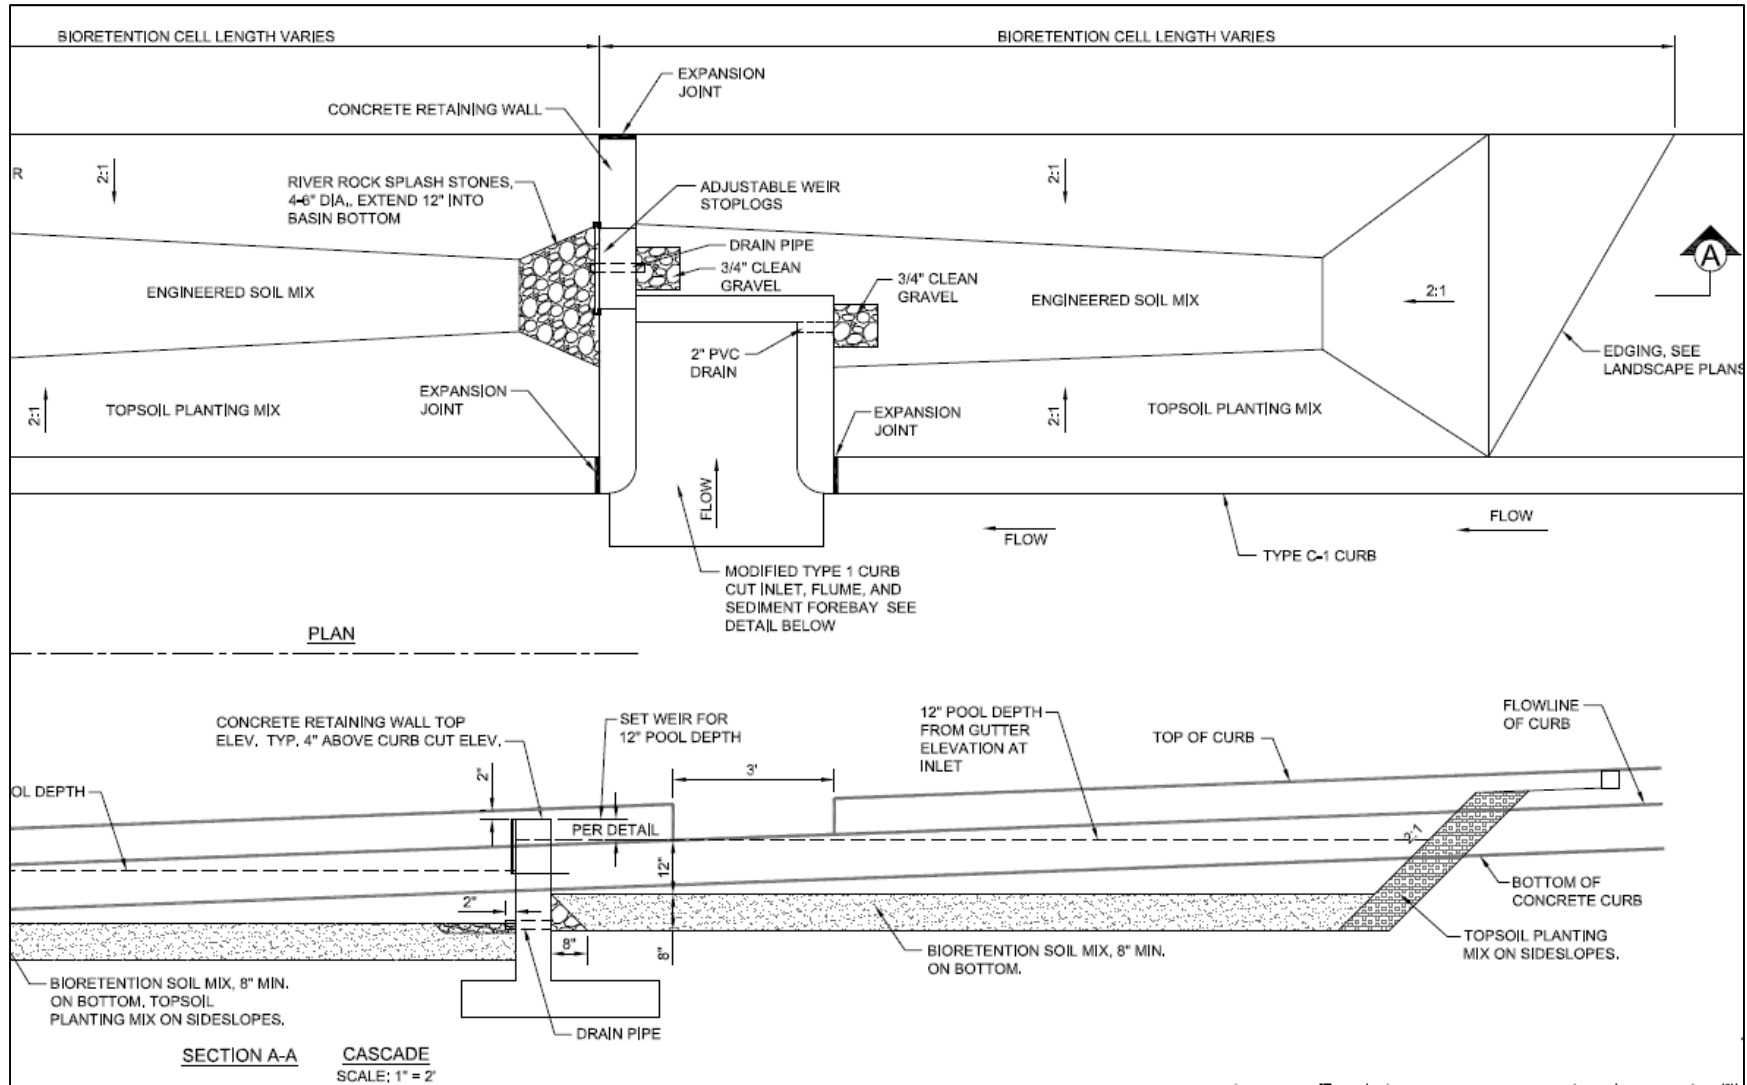 BIORETENTION CELL LENGTH VARIES
BIORETENTION CELL LENGTH VARIES
EXPANSION
JOINT
CONCRETE RETAINING WALL
R
2:1
RIVER ROCK SPLASH STONES,
4-6" DIA., EXTEND 12" INTO
BASIN BOTTOM
ADJUSTABLE WEIR
STOPLOGS
2:1
DRAIN PIPE
3/4" CLEAN
GRAVEL
3/4" CLEAN
GRAVEL
A
ENGINEERED SOIL MIX
ENGINEERED SOIL MIX
2:1
2" PVC
DRAIN
EDGING, SEE
LANDSCAPE PLANS
2:1
TOPSOIL PLANTING MIX
EXPANSION
JOINT
EXPANSION
JOINT
2:1
TOPSOIL PLANTING MIX
FLOW
FLOW
FLOW
TYPE C-1 CURB
MODIFIED TYPE 1 CURB
CUT INLET, FLUME, AND
SEDIMENT FOREBAY SEE
DETAIL BELOW
PLAN
CONCRETE RETAINING WALL TOP
ELEV. TYP. 4" ABOVE CURB CUT ELEV.
SET WEIR FOR
12" POOL DEPTH
12" POOL DEPTH
FROM GUTTER
ELEVATION AT
INLET
TOP OF CURB
FLOWLINE
OF CURB
OL DEPTH
2"
3'
PER DETAIL
2:1
12"
2"
8"
8"
BOTTOM OF
CONCRETE CURB
BIORETENTION SOIL MIX, 8" MIN.
ON BOTTOM.
TOPSOIL PLANTING
MIX ON SIDESLOPES.
BIORETENTION SOIL MIX, 8" MIN.
ON BOTTOM, TOPSOIL
PLANTING MIX ON SIDESLOPES.
DRAIN PIPE
SECTION A-A CASCADE
SCALE: 1" = 2'